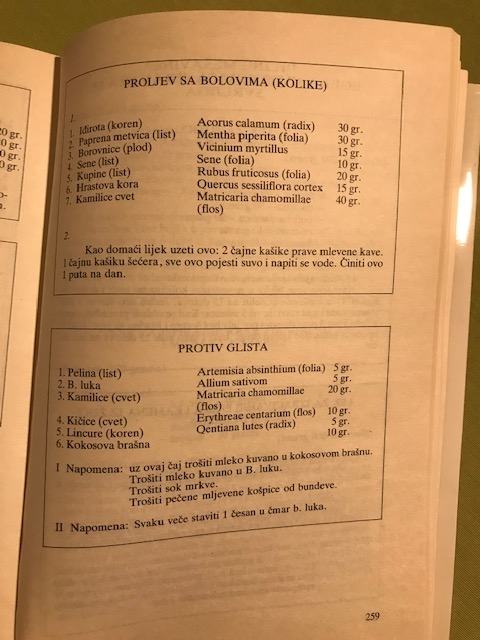 PROLJEV SA BOLOVIMA (KOLIKE)
1.
1. Iđirota (koren) Acorus calamum (radix) 30 gr.
2. Paprena metvica (list) Mentha piperita (folia) 30 gr.
3. Borovnice (plod) Vicinium myrtillus 15 gr.
4. Sene (list) Sene (folia) 10 gr.
5. Kupine (list) Rubus fruticosus (folia) 20 gr.
6. Hrastova kora Quercus sessiliflora cortex 15 gr.
7. Kamilice cvet Matricaria chamomillae 40 gr.
(flos)
2.
Kao domaći lijek uzeti ovo: 2 čajne kašike prave mlevene kave.
1 čajnu kašiku šećera, sve ovo pojesti suvo i napiti se vode. Činiti ovo
1 puta na dan.
PROTIV GLISTA
1. Pelina (list) Artemisia absinthium (folia) 5 gr.
2. B. luka Allium sativom 5 gr.
3. Kamilice (cvet) Matricaria chamomillae 20 gr.
(flos)
4. Kičice (cvet) Erythreae centarium (flos) 10 gr.
5. Lincure (koren) Qentiana lutes (radix) 5 gr.
6. Kokosova brašna 10 gr.
I Napomena: uz ovaj čaj trošiti mleko kuvano u kokosovom brašnu.
Trošiti mleko kuvano u B. luku.
Trošiti sok mrkve.
Trošiti pečene mljevene košpice od bundeve.
II Napomena: Svaku veče staviti 1 česan u čmar b. luka.
259